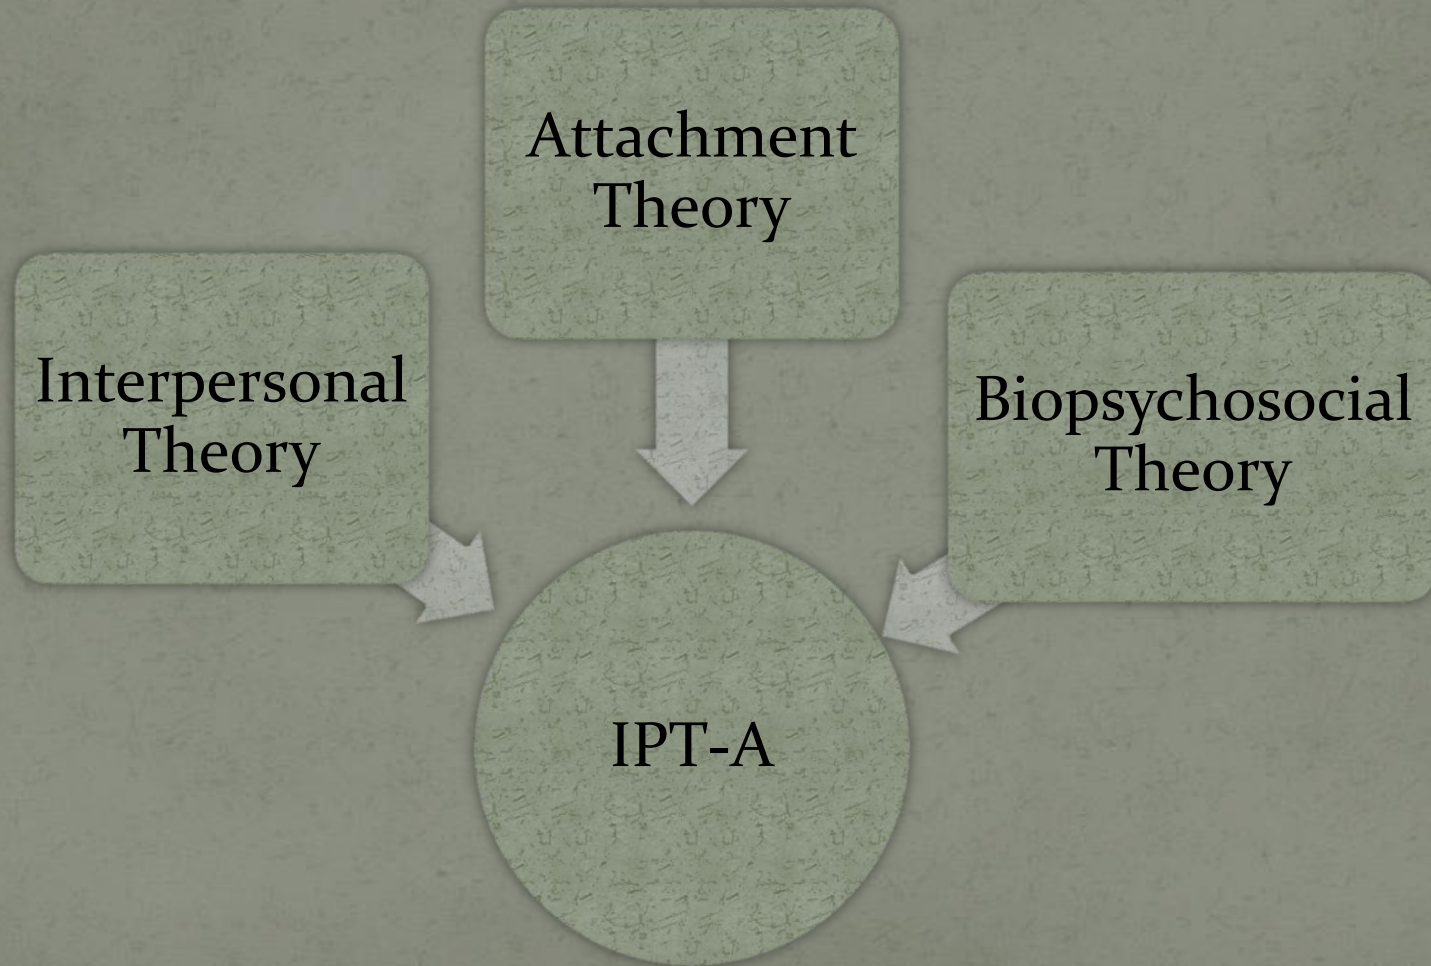 Attachment
Theory
Interpersonal
Theory
Biopsychosocial
Theory
IPT-A